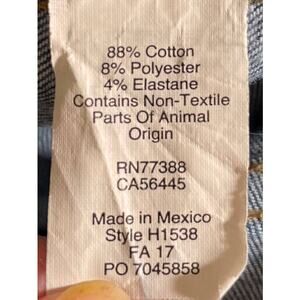 88% Cotton
8% Polyester
4% Elastane
Contains Non-Textile
Parts Of Animal
Origin
RN77388
CA56445
Made in Mexico
Style H1538
FA 17
PO 7045858